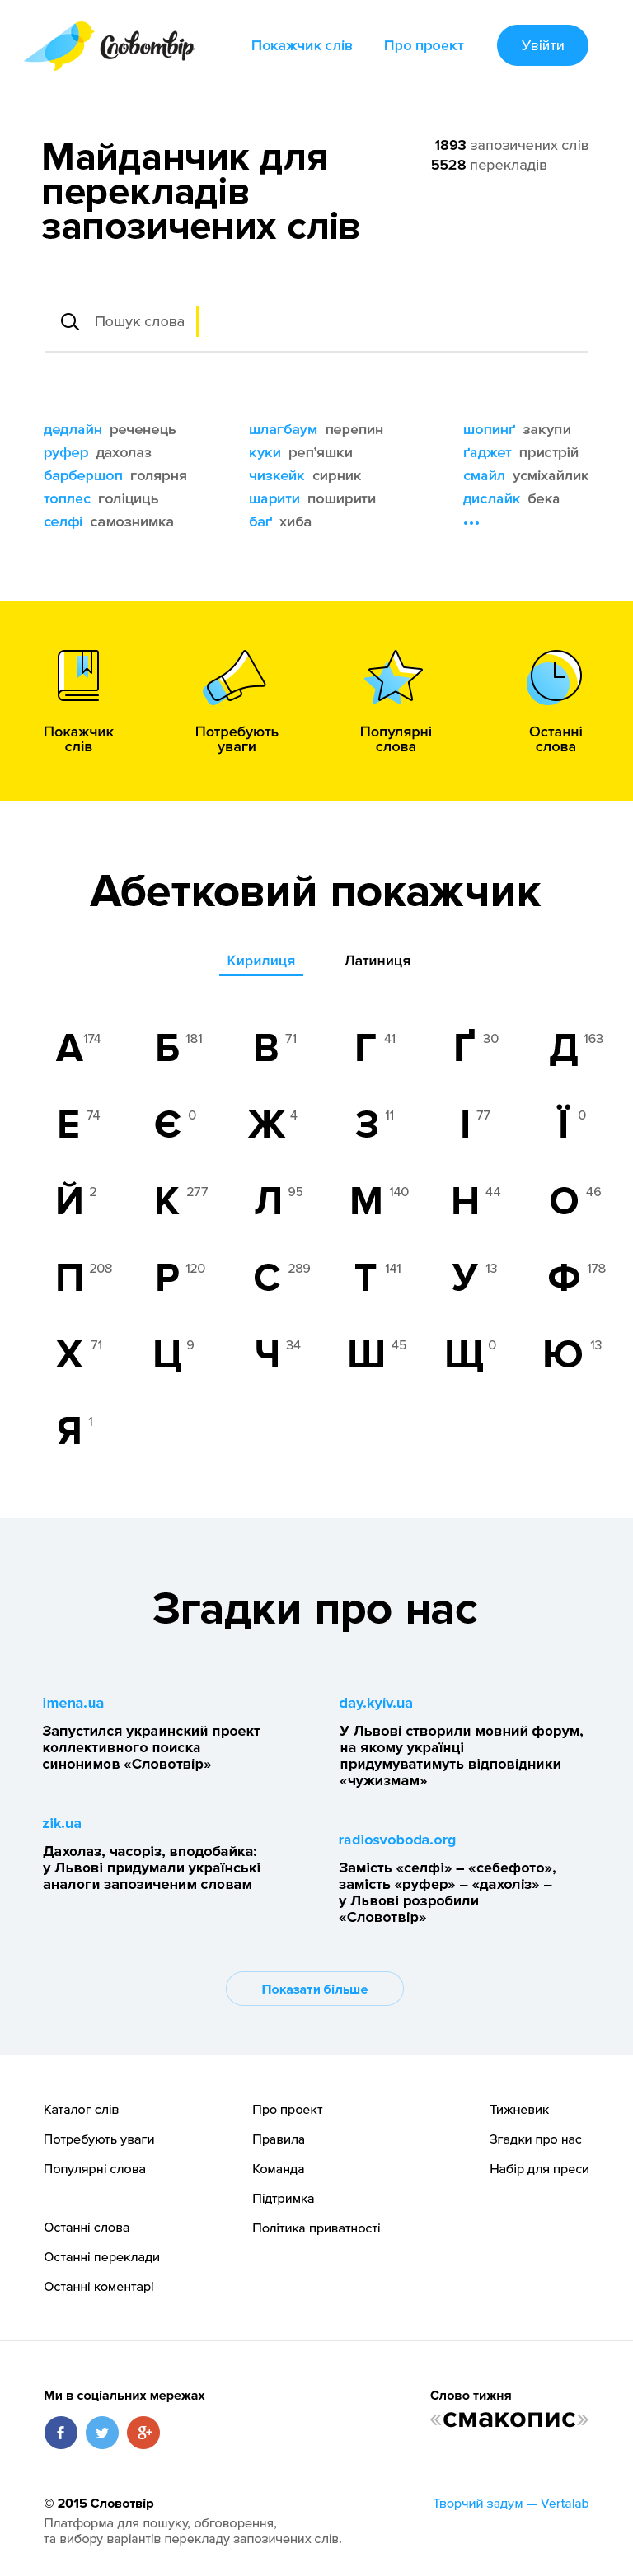 Словотвір
Покажчик слів
Про проект
Увійти
Майданчик для
перекладів
запозичених слів
1893 запозичених слів
5528 перекладів
Пошук слова
дедлайн реченець
руфер дахолаз
барбершоп голярня
топлес голіциць
селфі самознимка
шлагбаум перепин
куки реп'яшки
чизкейк сирник
шарити поширити
баґ хиба
шопинґ закупи
ґаджет пристрій
смайл усміхайлик
дислайк бека
•••
Покажчик
слів
Потребують
уваги
Популярні
слова
Останні
слова
Абетковий покажчик
Кирилиця Латиниця
А 174 Б 181 В 71 Г 41 Ґ 30 Д 163
Е 74 Є 0 Ж 4 З 11 І 77 Ї 0
Й 2 К 277 Л 95 М 140 Н 44 О 46
П 208 Р 120 С 289 Т 141 У 13 Ф 178
Х 71 Ц 9 Ч 34 Ш 45 Щ 0 Ю 13
Я 1
Згадки про нас
imena.ua
Запустился украинский проект
коллективного поиска
синонимов «Словотвір»
day.kyiv.ua
У Львові створили мовний форум,
на якому українці
придумуватимуть відповідники
«чужизмам»
zik.ua
Дахолаз, часоріз, вподобайка:
у Львові придумали українські
аналоги запозиченим словам
radiosvoboda.org
Замість «селфі» – «себефото»,
замість «руфер» – «дахоліз» –
у Львові розробили
«Словотвір»
Показати більше
Каталог слів
Потребують уваги
Популярні слова
Останні слова
Останні переклади
Останні коментарі
Про проект
Правила
Команда
Підтримка
Політика приватності
Тижневик
Згадки про нас
Набір для преси
Ми в соціальних мережах
f
g+
Слово тижня
«смакопис»
© 2015 Словотвір
Платформа для пошуку, обговорення,
та вибору варіантів перекладу запозичених слів.
Творчий задум — Vertalab